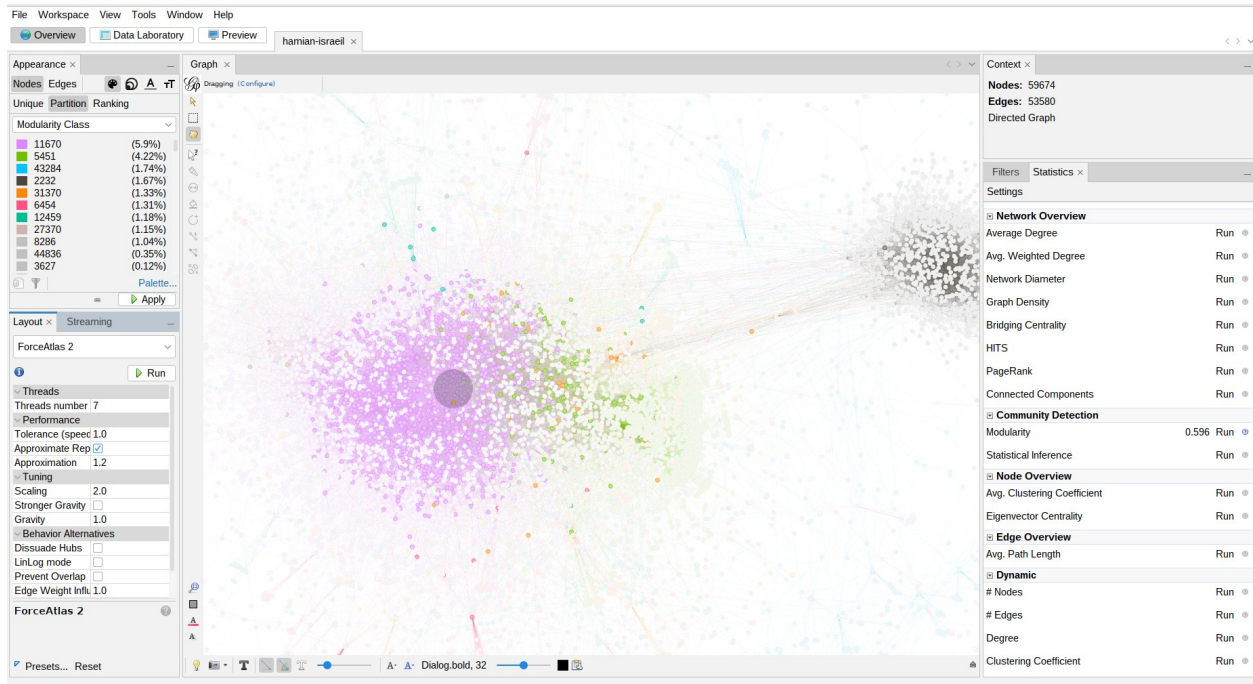 File Workspace View Tools Window Help
Overview Data Laboratory Preview hamian-israeil ×
Appearance ×
Nodes Edges
Unique Partition Ranking
Modularity Class
11670 (5.9%)
5451 (4.22%)
43284 (1.74%)
2232 (1.67%)
31370 (1.33%)
6454 (1.31%)
12459 (1.18%)
27370 (1.15%)
8286 (1.04%)
44836 (0.35%)
3627 (0.12%)
Palette...
Apply
Layout × Streaming
ForceAtlas 2
Run
Threads
Threads number 7
Performance
Tolerance (speed 1.0
Approximate Rep
Approximation 1.2
Tuning
Scaling 2.0
Stronger Gravity
Gravity 1.0
Behavior Alternatives
Dissuade Hubs
LinLog mode
Prevent Overlap
Edge Weight Influ 1.0
ForceAtlas 2
Presets... Reset
Graph ×
Dragging (Configure)
T T A- A- Dialog.bold, 32
Context ×
Nodes: 59674
Edges: 53580
Directed Graph
Filters Statistics ×
Settings
Network Overview
Average Degree Run
Avg. Weighted Degree Run
Network Diameter Run
Graph Density Run
Bridging Centrality Run
HITS Run
PageRank Run
Connected Components Run
Community Detection
Modularity 0.596 Run
Statistical Inference Run
Node Overview
Avg. Clustering Coefficient Run
Eigenvector Centrality Run
Edge Overview
Avg. Path Length Run
Dynamic
# Nodes Run
# Edges Run
Degree Run
Clustering Coefficient Run